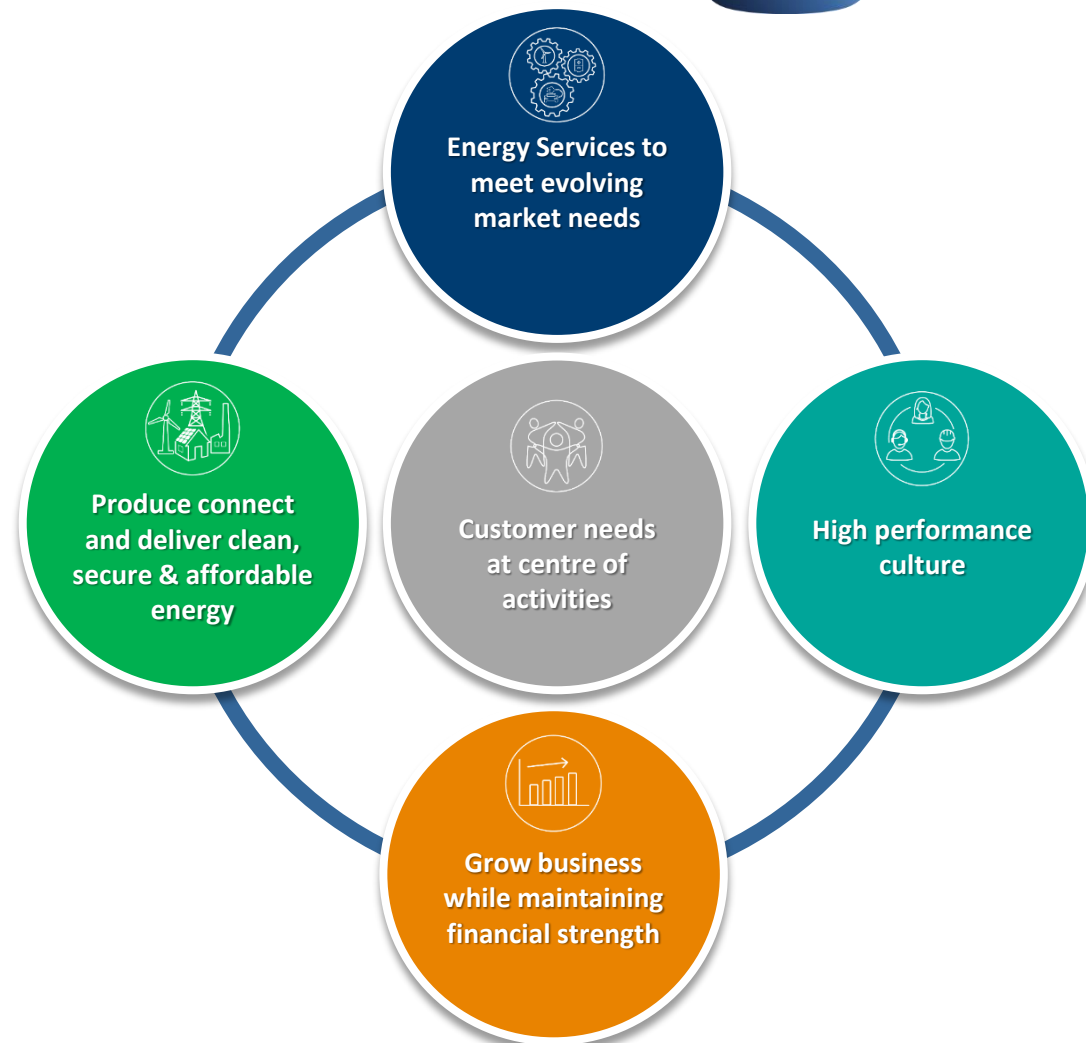 Energy Services to
meet evolving
market needs
Produce connect
and deliver clean,
secure & affordable
energy
Customer needs
at centre of
activities
High performance
culture
Grow business
while maintaining
financial strength